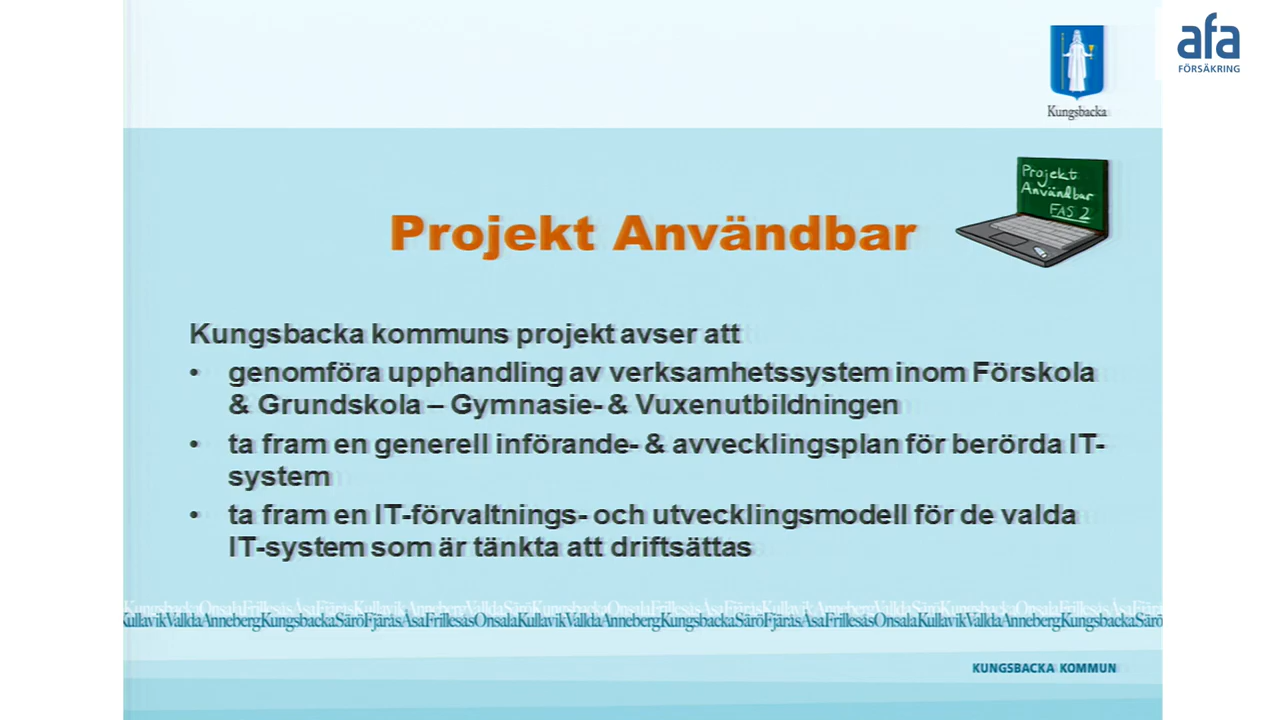 afa
FÖRSÄKRING
Kungsbacka
Projekt
Användbar
FAS 2
Projekt Användbar
Kungsbacka kommuns projekt avser att
• genomföra upphandling av verksamhetssystem inom Förskola
& Grundskola – Gymnasie- & Vuxenutbildningen
• ta fram en generell införande- & avvecklingsplan för berörda IT-
system
• ta fram en IT-förvaltnings- och utvecklingsmodell för de valda
IT-system som är tänkta att driftsättas
KungsbackaOnsalaFrillesåsÅsaFjäråsKullavikAnnebergValldaSäröKungsbackaOnsalaFrillesåsÅsaFjäråsKullavikAnnebergValldaSäröKungsbackaOnsalaFrillesåsÅsaFjärås
KullavikValldaAnnebergKungsbackaSäröFjäråsÅsaFrillesåsOnsalaKullavikValldaAnnebergKungsbackaSäröFjäråsÅsaFrillesåsOnsalaKullavikValldaAnnebergKungsbackaSärö
KUNGSBACKA KOMMUN